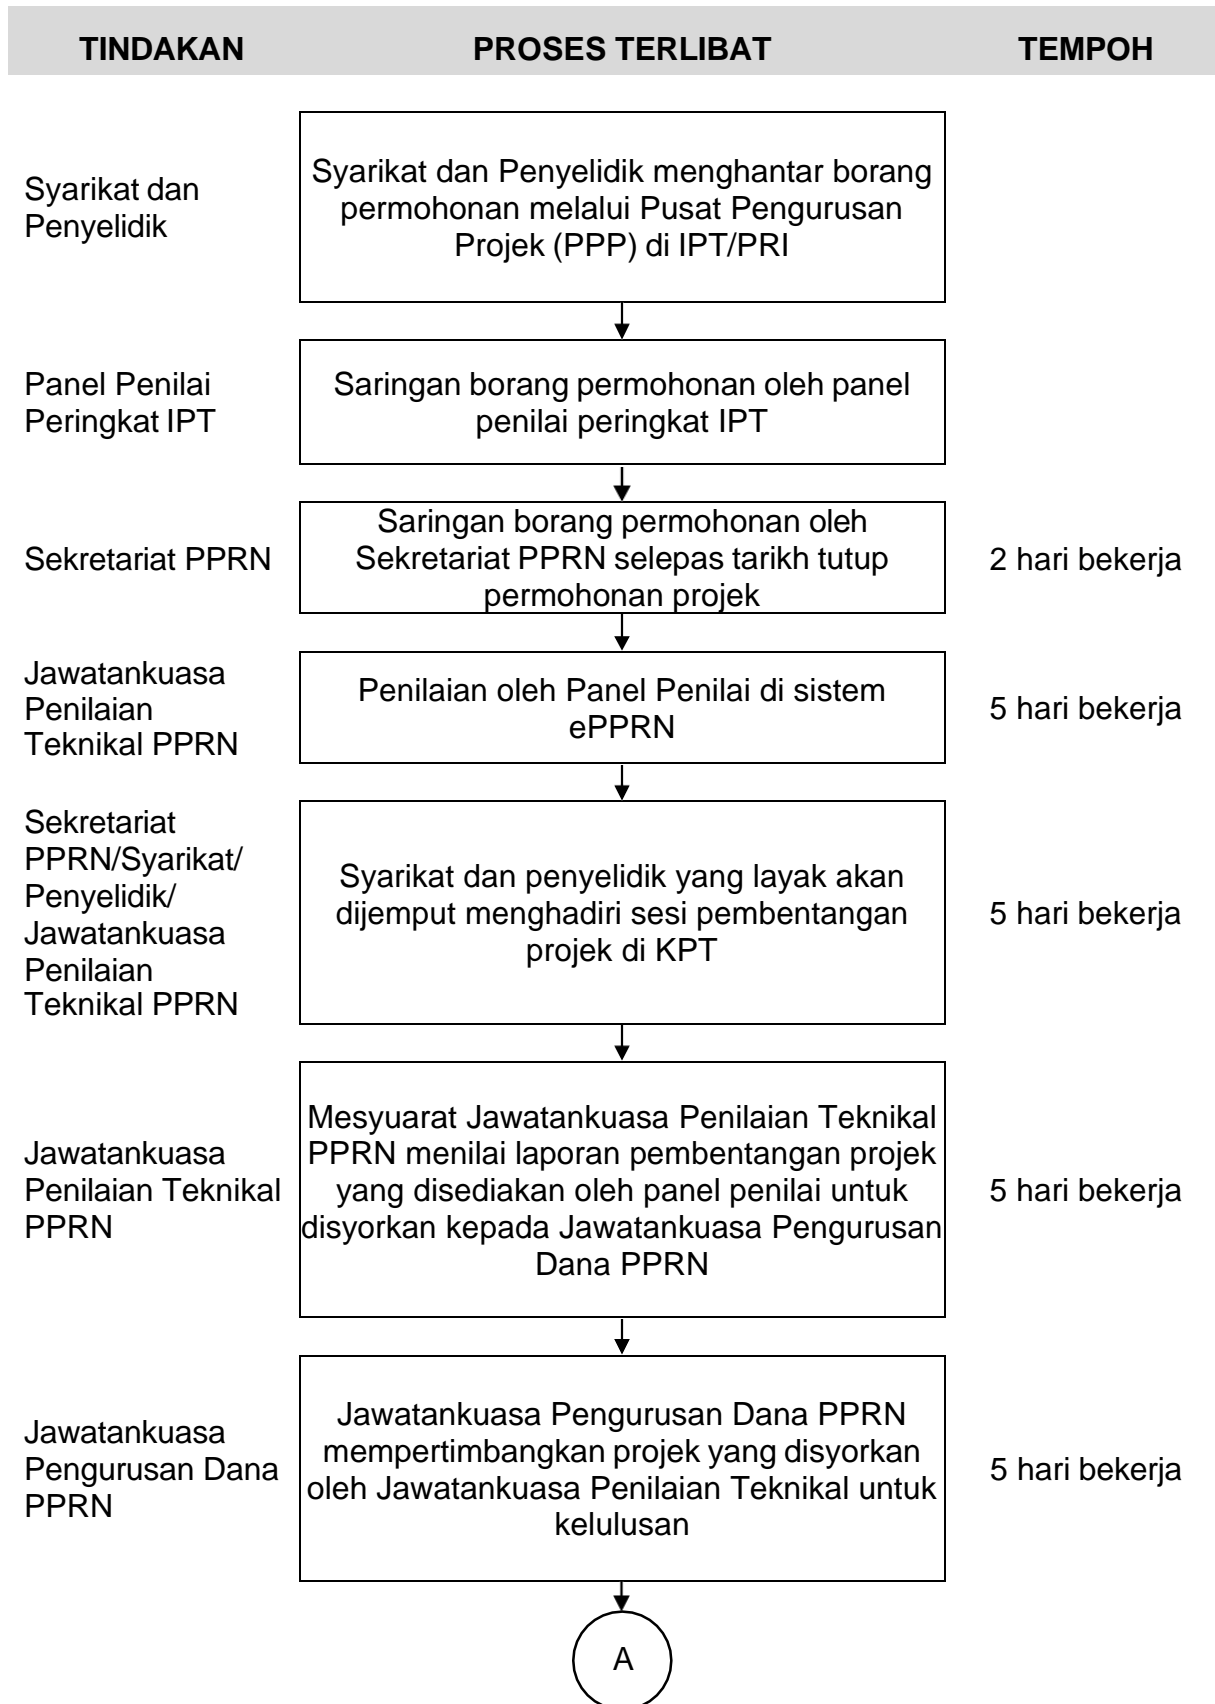 TINDAKAN PROSES TERLIBAT TEMPOH
Syarikat dan
Penyelidik
Syarikat dan Penyelidik menghantar borang
permohonan melalui Pusat Pengurusan
Projek (PPP) di IPT/PRI
Panel Penilai
Peringkat IPT
Saringan borang permohonan oleh panel
penilai peringkat IPT
Sekretariat PPRN
Saringan borang permohonan oleh
Sekretariat PPRN selepas tarikh tutup
permohonan projek
2 hari bekerja
Jawatankuasa
Penilaian
Teknikal PPRN
Penilaian oleh Panel Penilai di sistem
ePPRN
5 hari bekerja
Sekretariat
PPRN/Syarikat/
Penyelidik/
Jawatankuasa
Penilaian
Teknikal PPRN
Syarikat dan penyelidik yang layak akan
dijemput menghadiri sesi pembentangan
projek di KPT
5 hari bekerja
Jawatankuasa
Penilaian Teknikal
PPRN
Mesyuarat Jawatankuasa Penilaian Teknikal
PPRN menilai laporan pembentangan projek
yang disediakan oleh panel penilai untuk
disyorkan kepada Jawatankuasa Pengurusan
Dana PPRN
5 hari bekerja
Jawatankuasa
Pengurusan Dana
PPRN
Jawatankuasa Pengurusan Dana PPRN
mempertimbangkan projek yang disyorkan
oleh Jawatankuasa Penilaian Teknikal untuk
kelulusan
5 hari bekerja
A